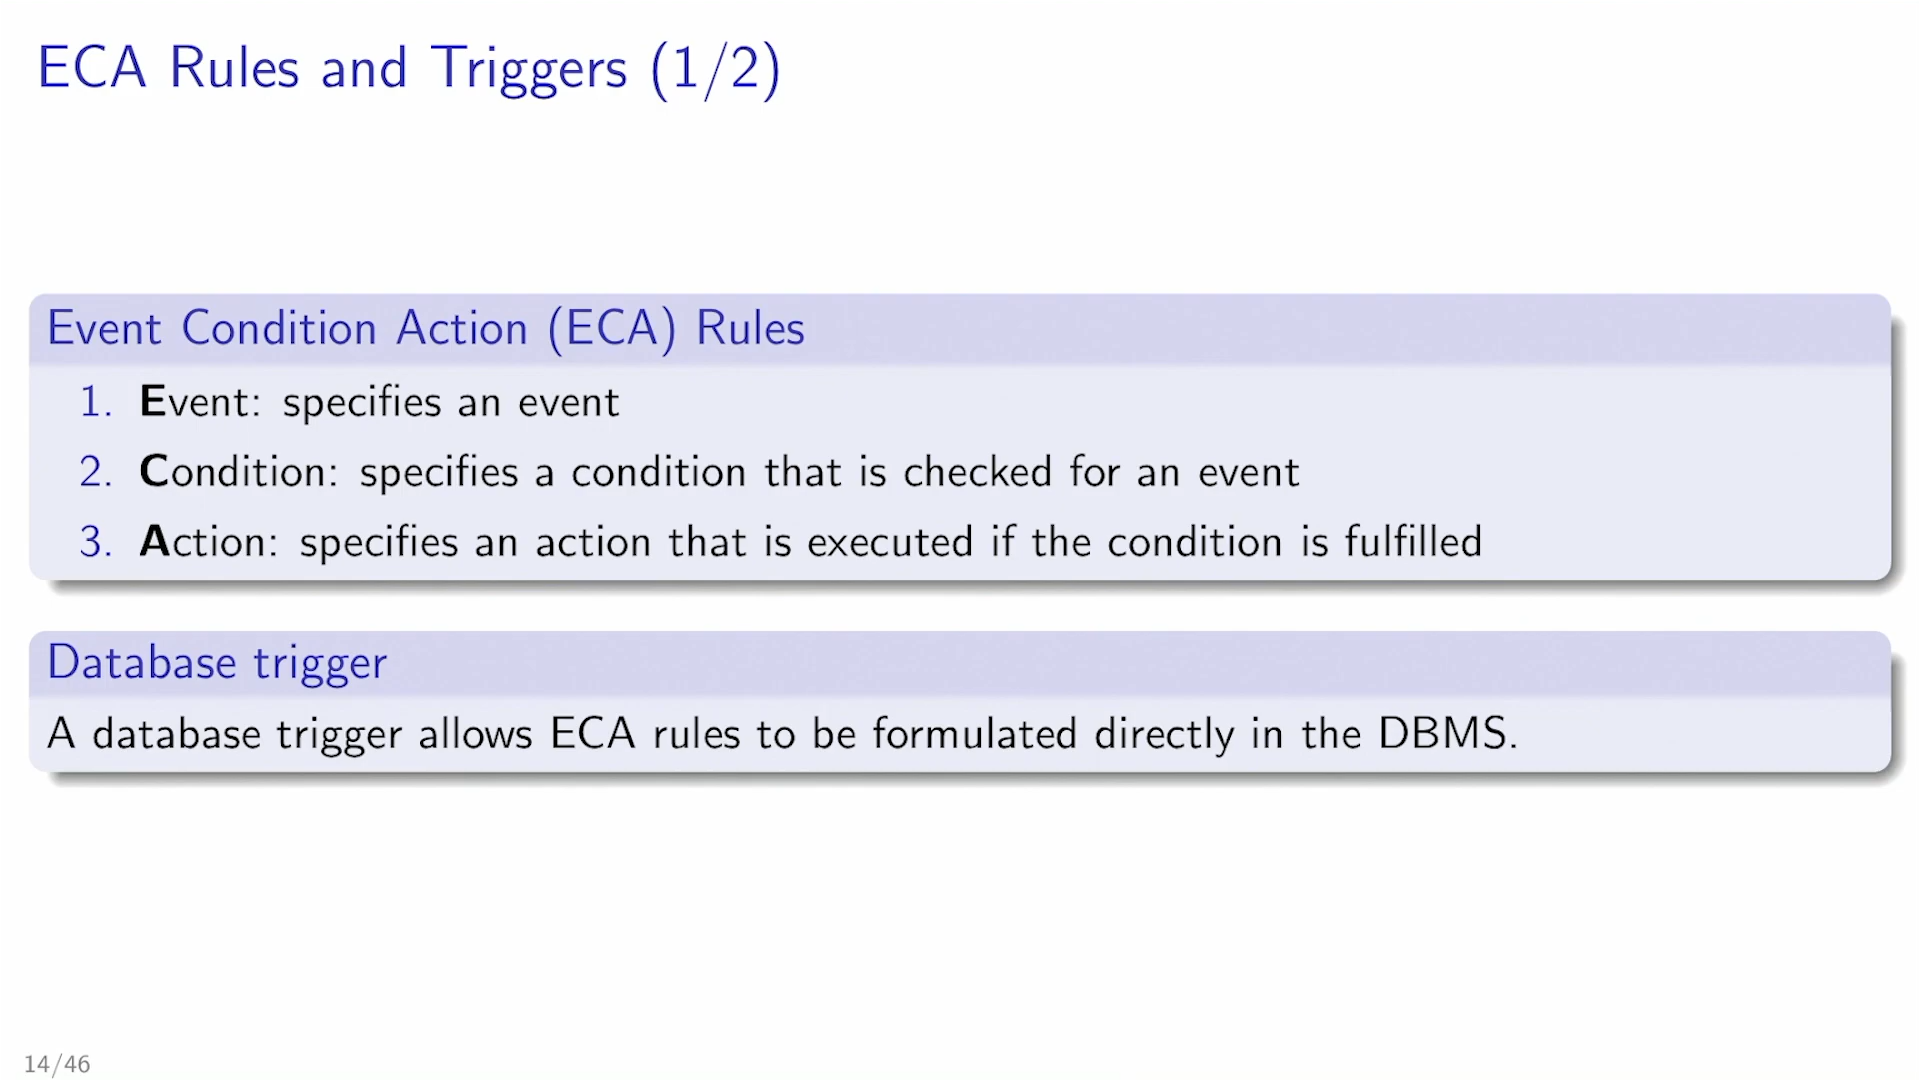 ECA Rules and Triggers (1/2)
Event Condition Action (ECA) Rules
1. Event: specifies an event
2. Condition: specifies a condition that is checked for an event
3. Action: specifies an action that is executed if the condition is fulfilled
Database trigger
A database trigger allows ECA rules to be formulated directly in the DBMS.
14/46